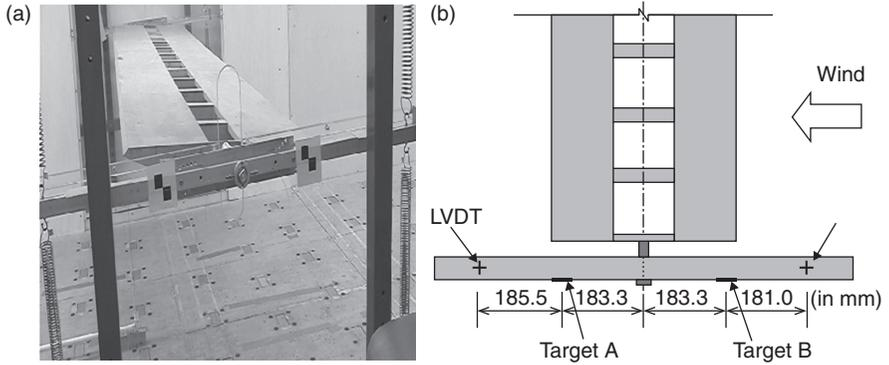 (a)
(b)
Wind
LVDT
185.5
183.3
183.3
181.0
(in mm)
Target A
Target B